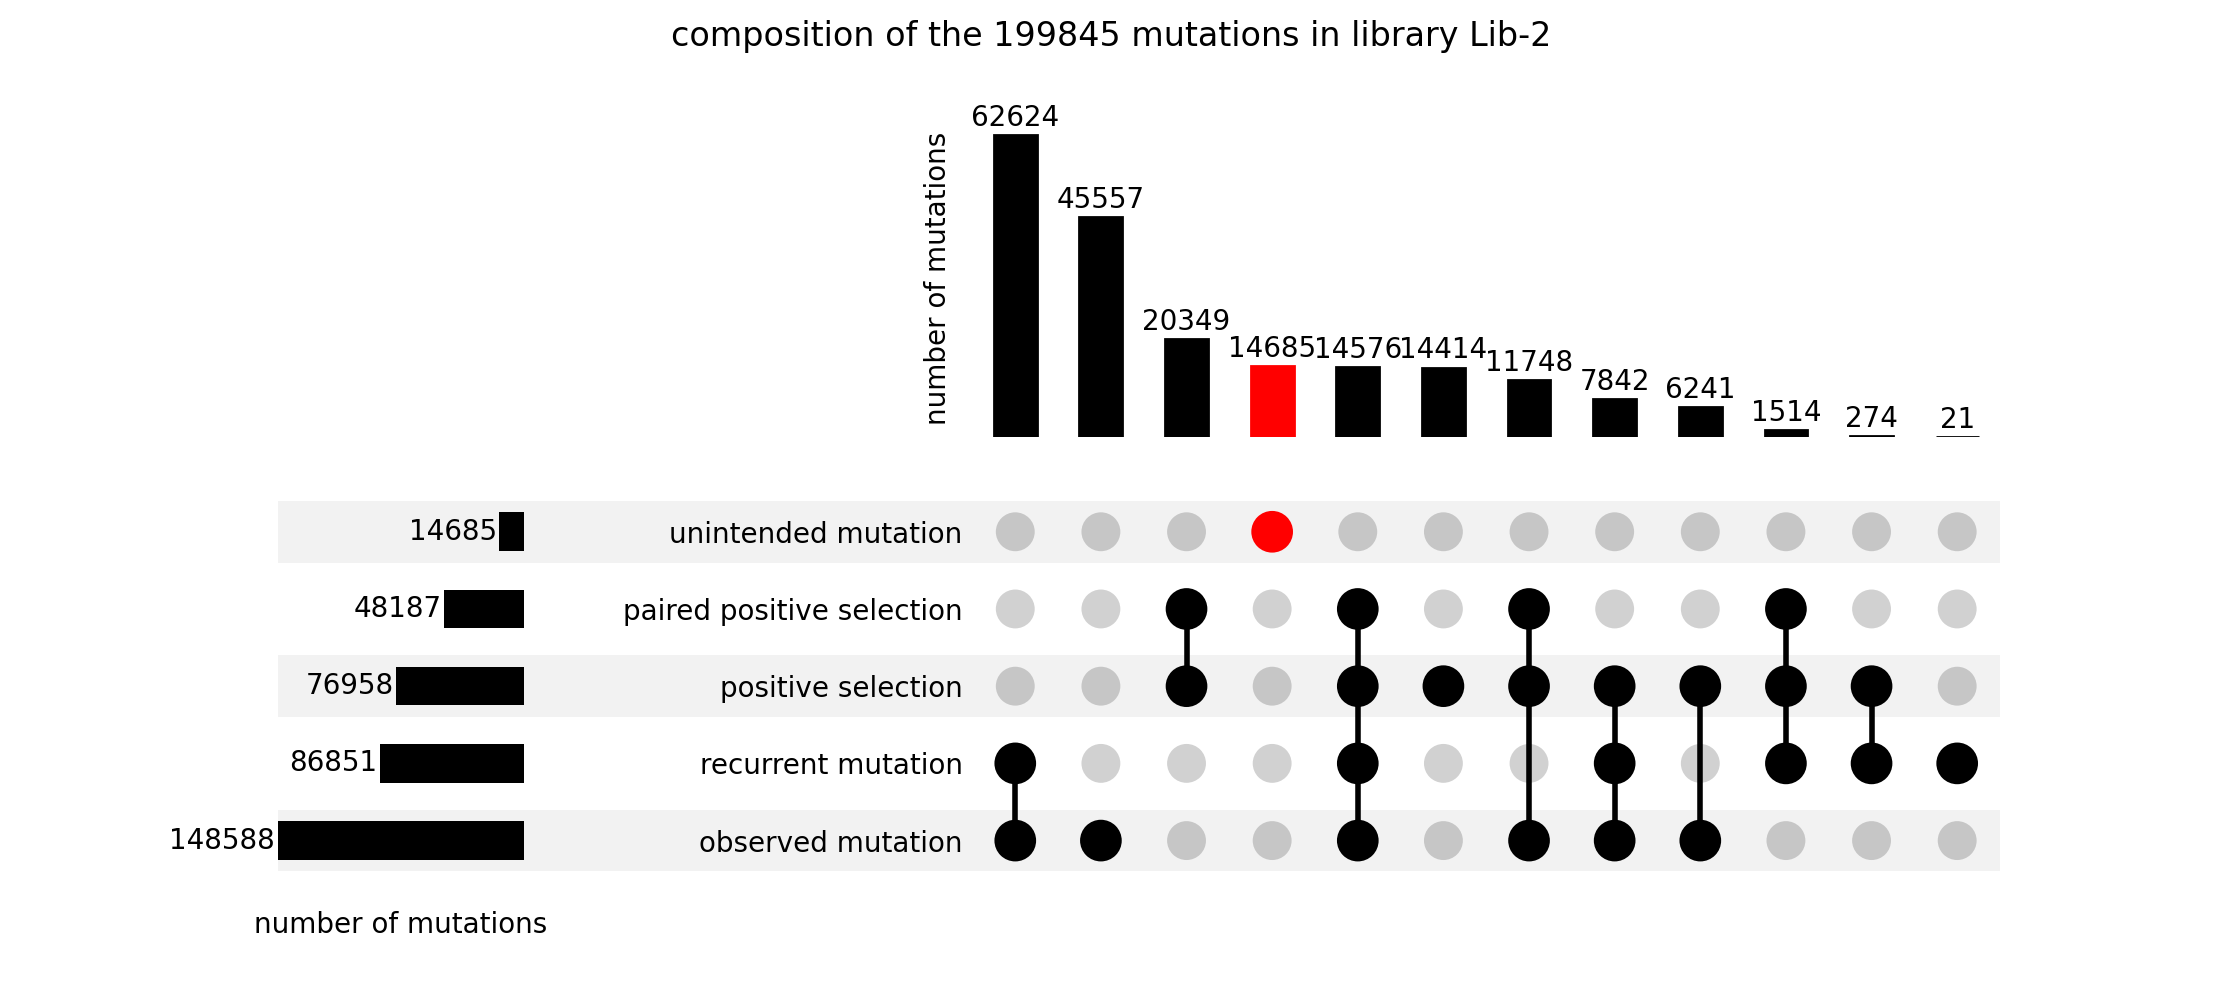 composition of the 199845 mutations in library Lib-2
number of mutations
62624
45557
20349
14685
14576
14414
11748
7842
6241
1514
274
21
14685 unintended mutation
48187 paired positive selection
76958 positive selection
86851 recurrent mutation
148588 observed mutation
number of mutations